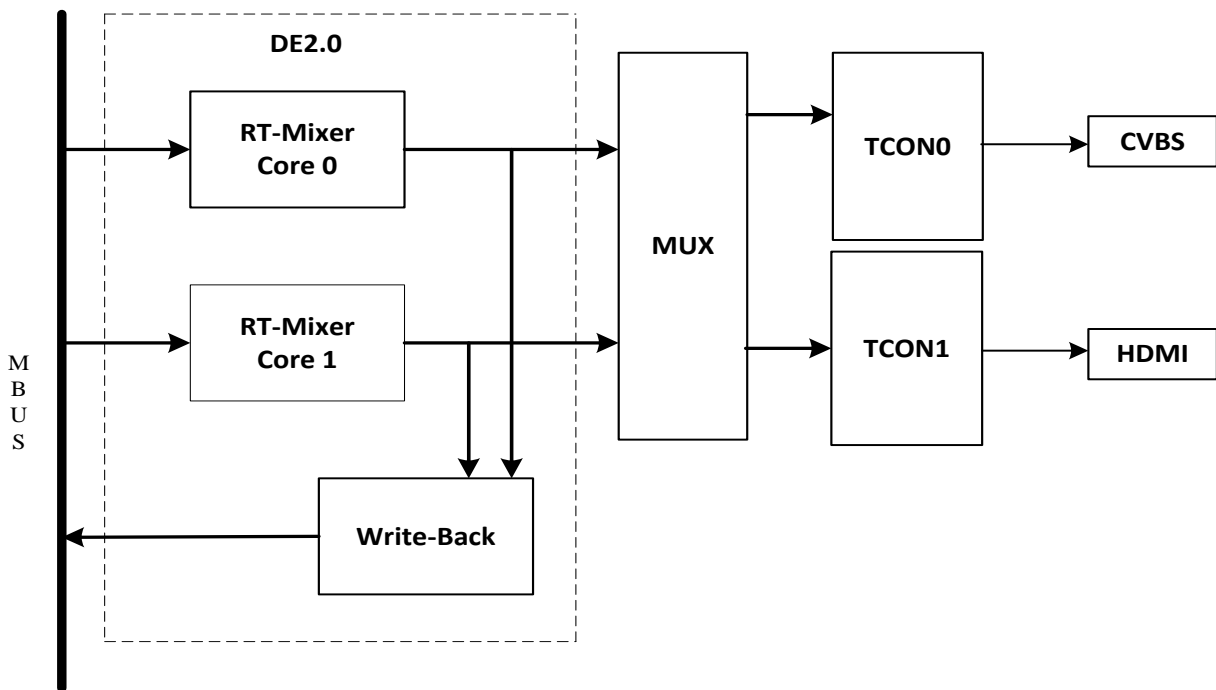 DE2.0
RT-Mixer
Core 0
RT-Mixer
Core 1
Write-Back
MUX
TCON0
TCON1
CVBS
HDMI
M
B
U
S